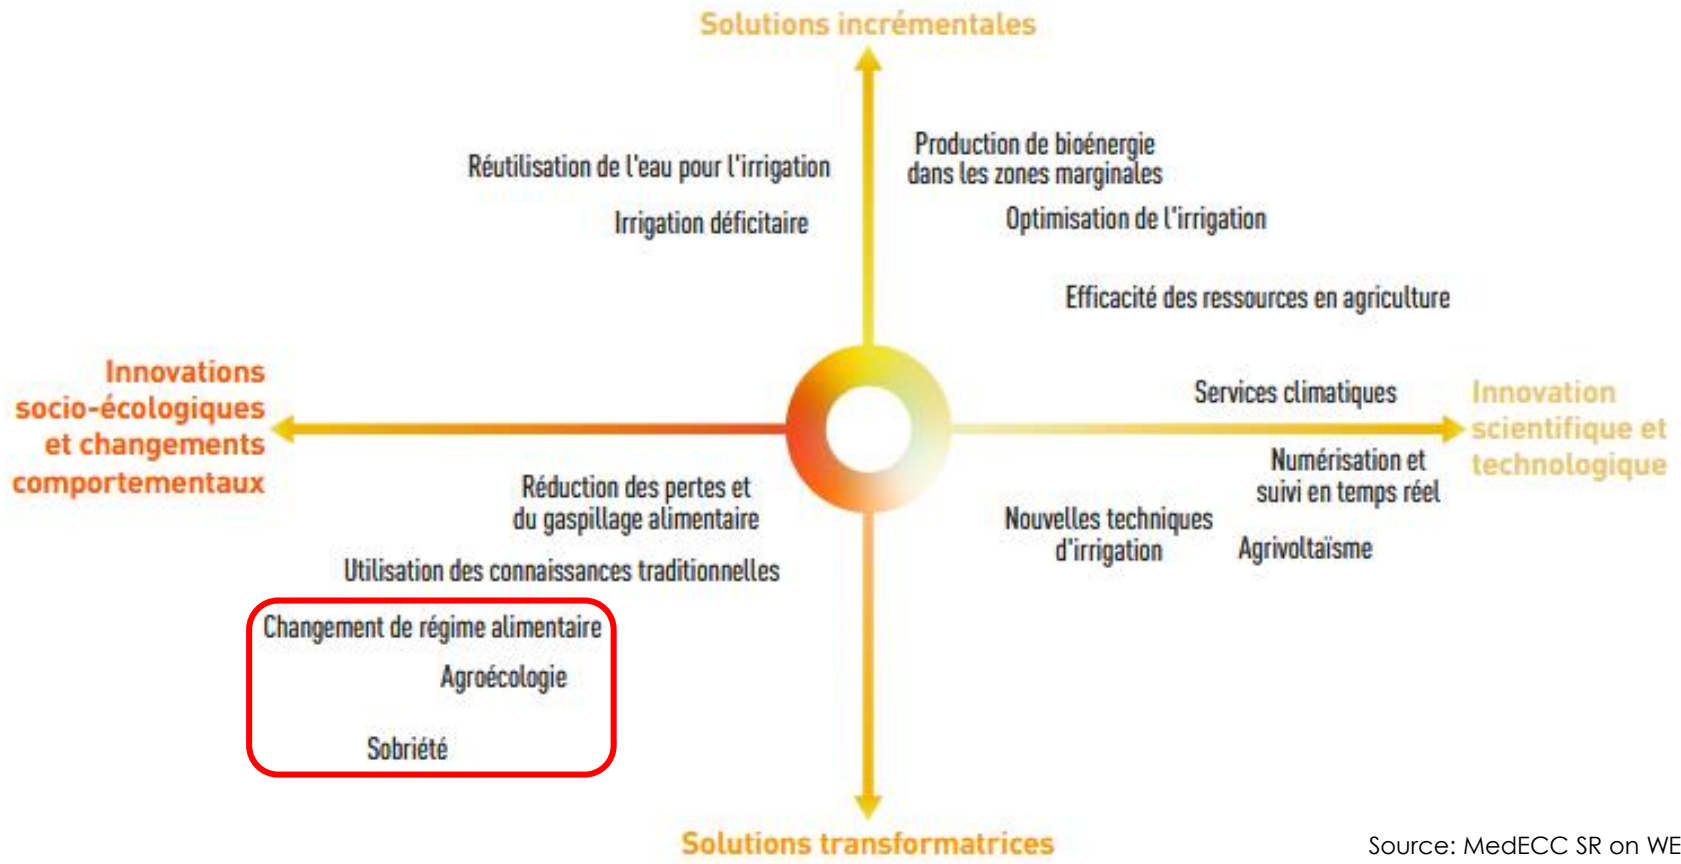 Solutions incrémentales
Réutilisation de l'eau pour l'irrigation
Irrigation déficitaire
Production de bioénergie
dans les zones marginales
Optimisation de l'irrigation
Efficacité des ressources en agriculture
Innovations
socio-écologiques
et changements
comportementaux
Services climatiques
Innovation
scientifique et
technologique
Numérisation et
suivi en temps réel
Nouvelles techniques
d'irrigation
Agrivoltaïsme
Réduction des pertes et
du gaspillage alimentaire
Utilisation des connaissances traditionnelles
Changement de régime alimentaire
Agroécologie
Sobriété
Solutions transformatrices
Source: MedECC SR on WE